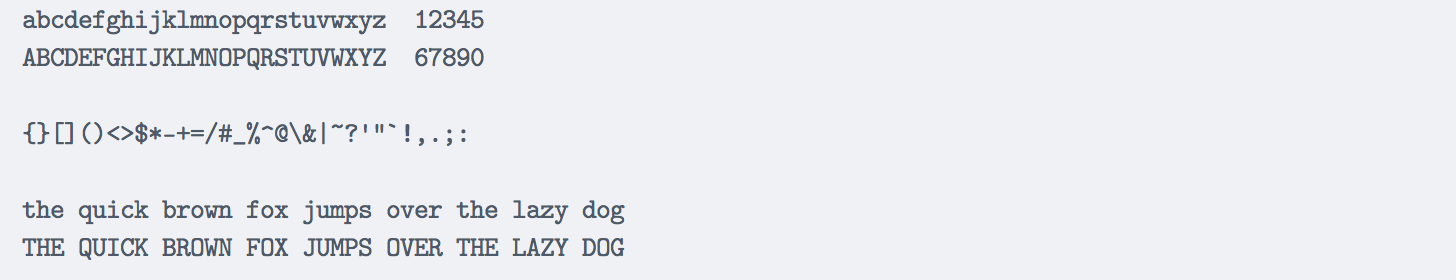 abcdefghijklmnopqrstuvwxyz  12345
ABCDEFGHIJKLMNOPQRSTUVWXYZ  67890
{}[]()<>$*-+=/#_%^@\&|~?'"`!,.;:
the quick brown fox jumps over the lazy dog
THE QUICK BROWN FOX JUMPS OVER THE LAZY DOG